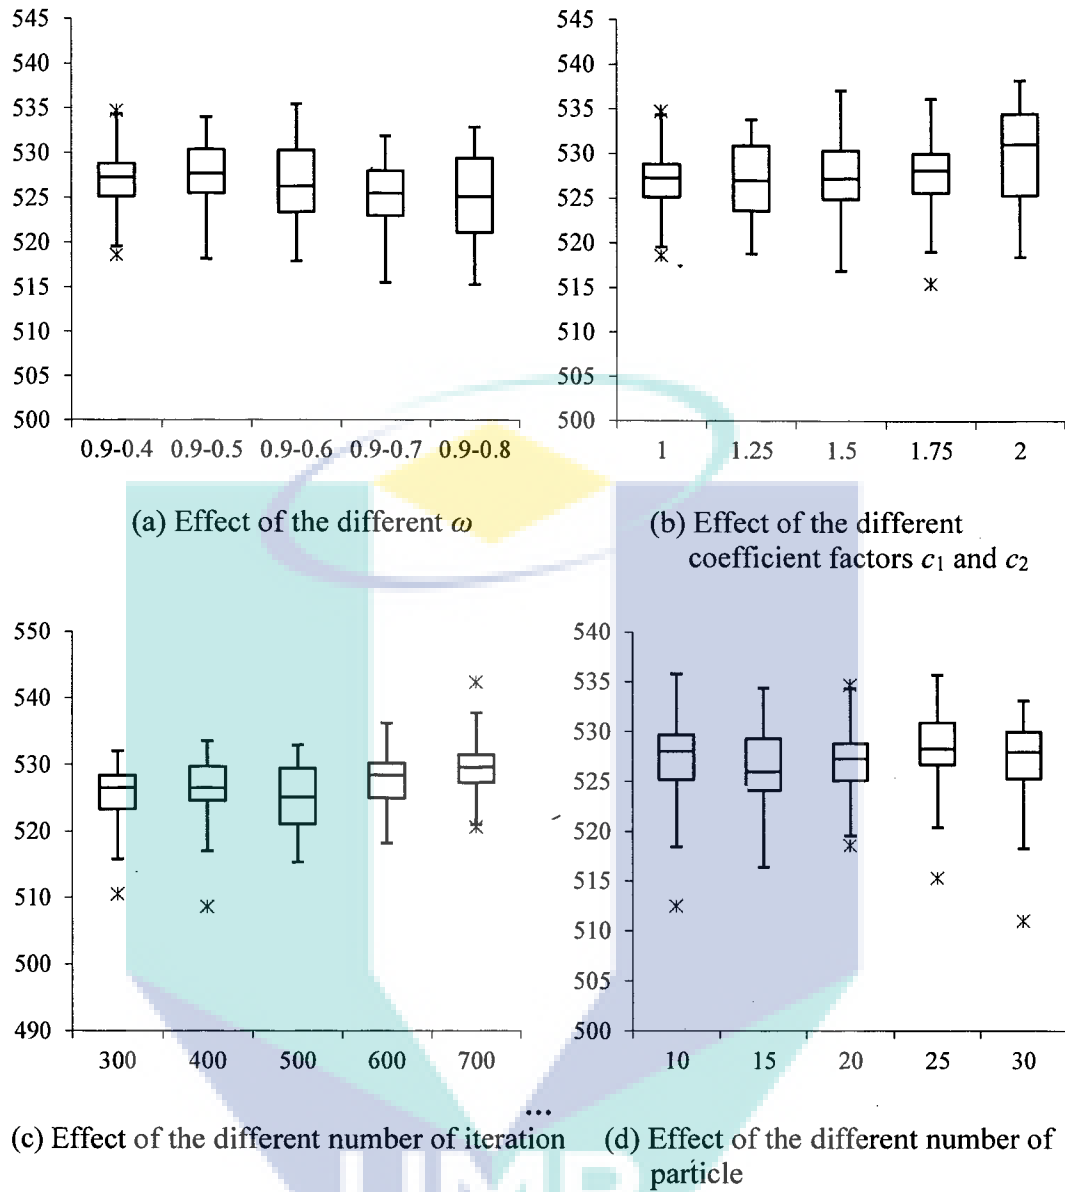 545 545
540 540
535 535
530 530
525 525
520 520
515 515
510 510
505 505
500 500
0.9-0.4 0.9-0.5 0.9-0.6 0.9-0.7 0.9-0.8
1 1.25 1.5 1.75 2
(a) Effect of the different ω
(b) Effect of the different
coefficient factors c1 and c2
550
540
530
520
510
500
490
300 400 500 600 700
540
535
530
525
520
515
510
505
500
10 15 20 25 30
...
(c) Effect of the different number of iteration
(d) Effect of the different number of
particle
UMP